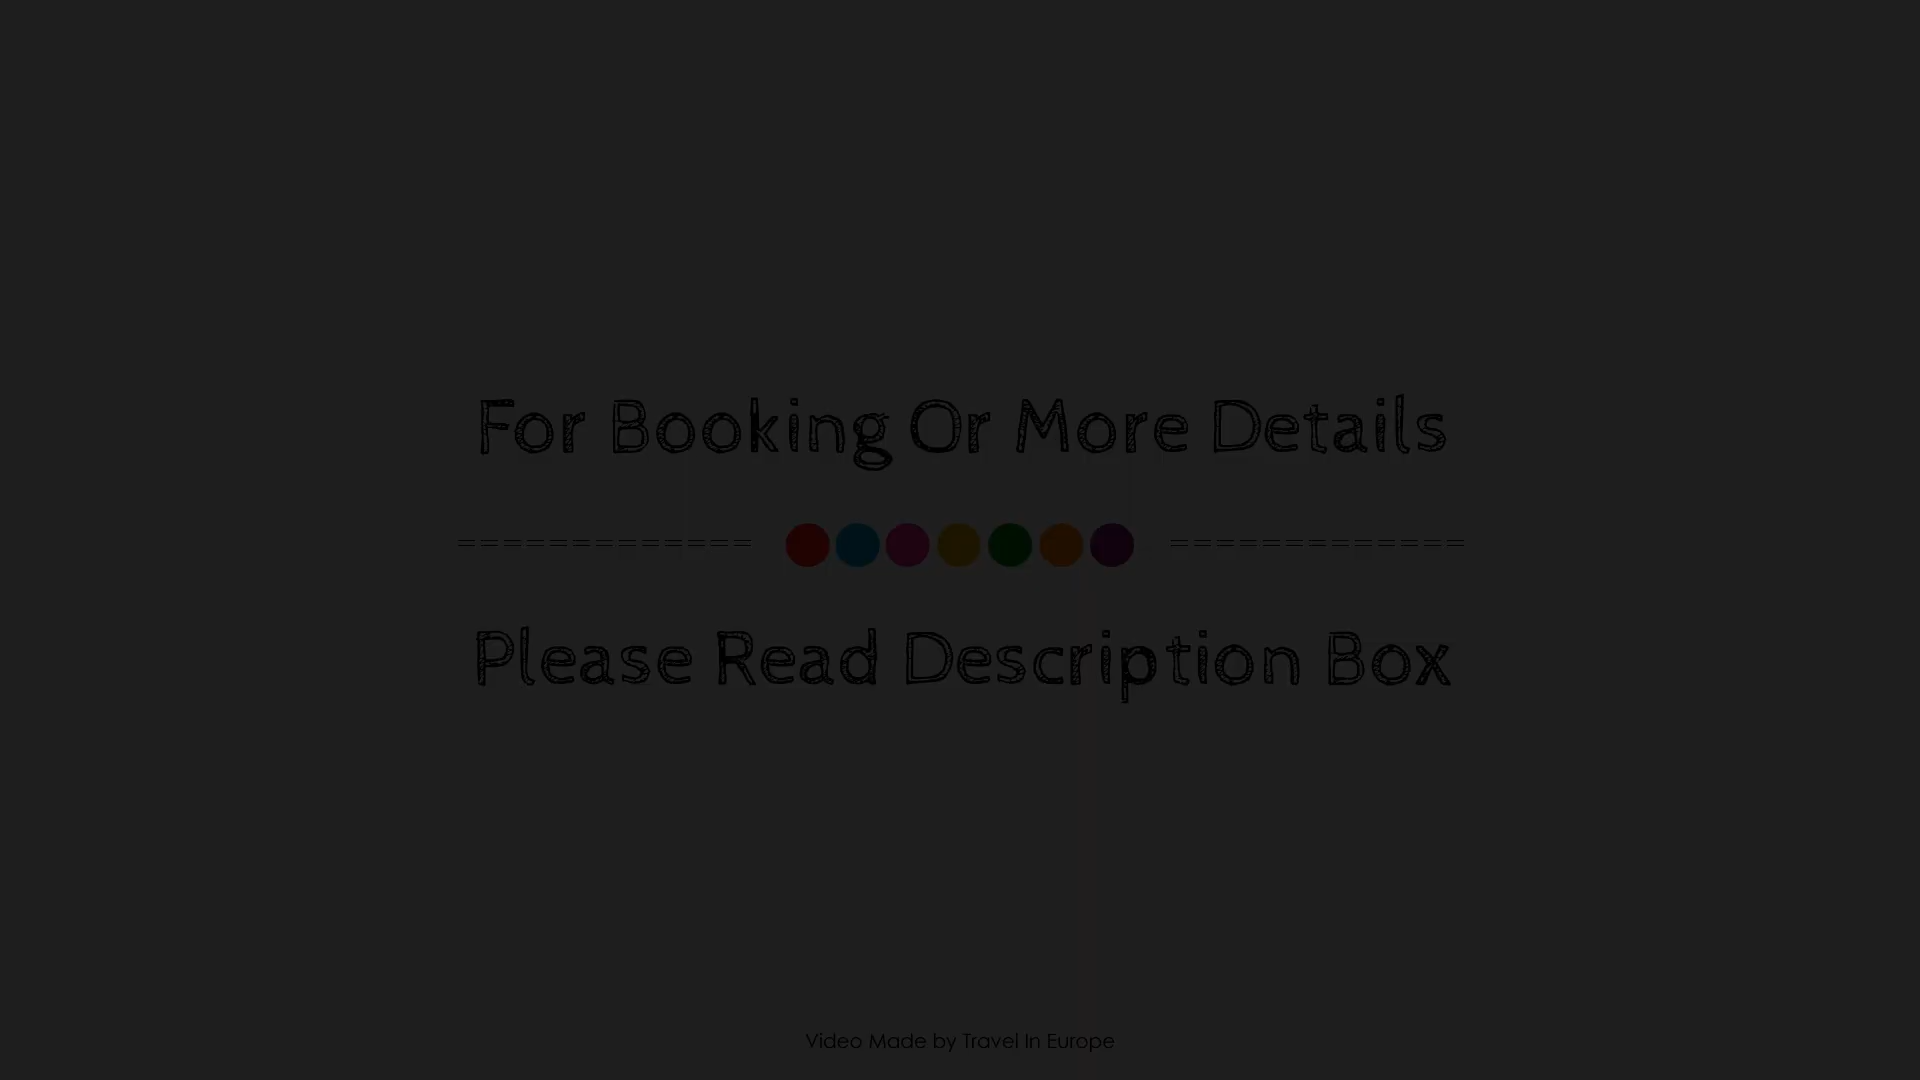 For Booking Or More Details
============= =============
Please Read Description Box
Video Made by Travel In Europe